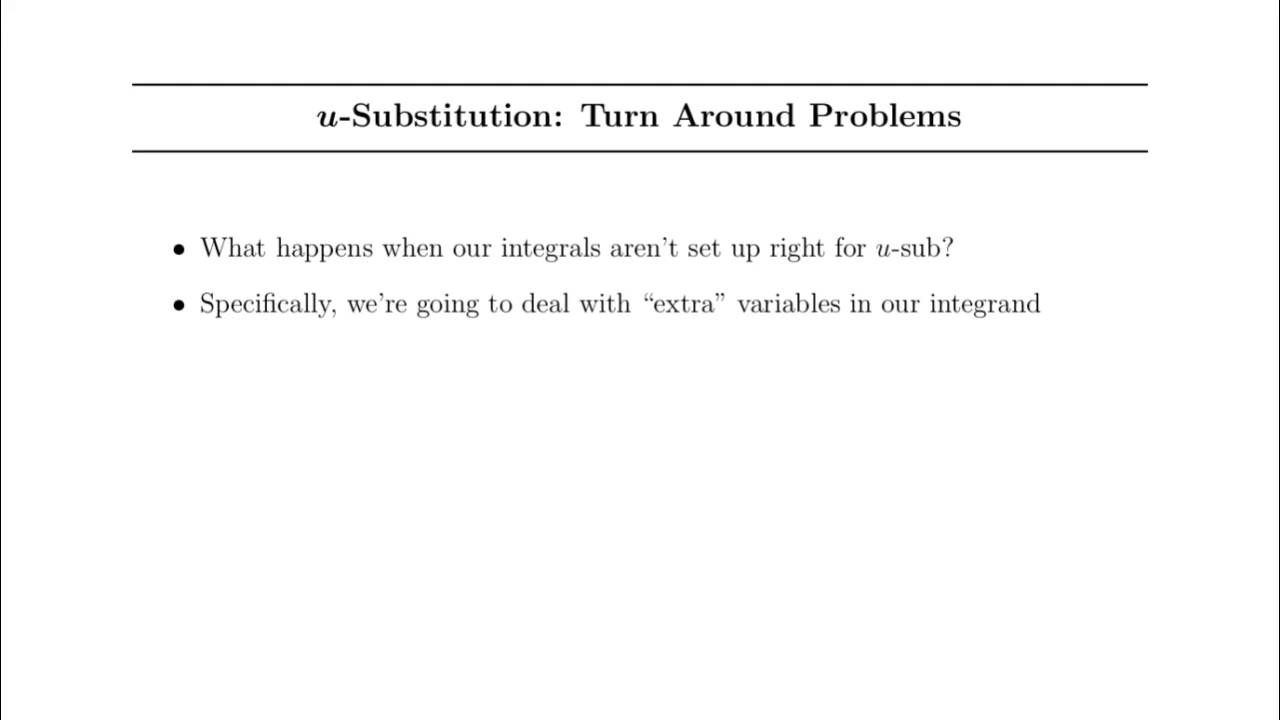 u-Substitution: Turn Around Problems
• What happens when our integrals aren’t set up right for u-sub?
• Specifically, we’re going to deal with “extra” variables in our integrand